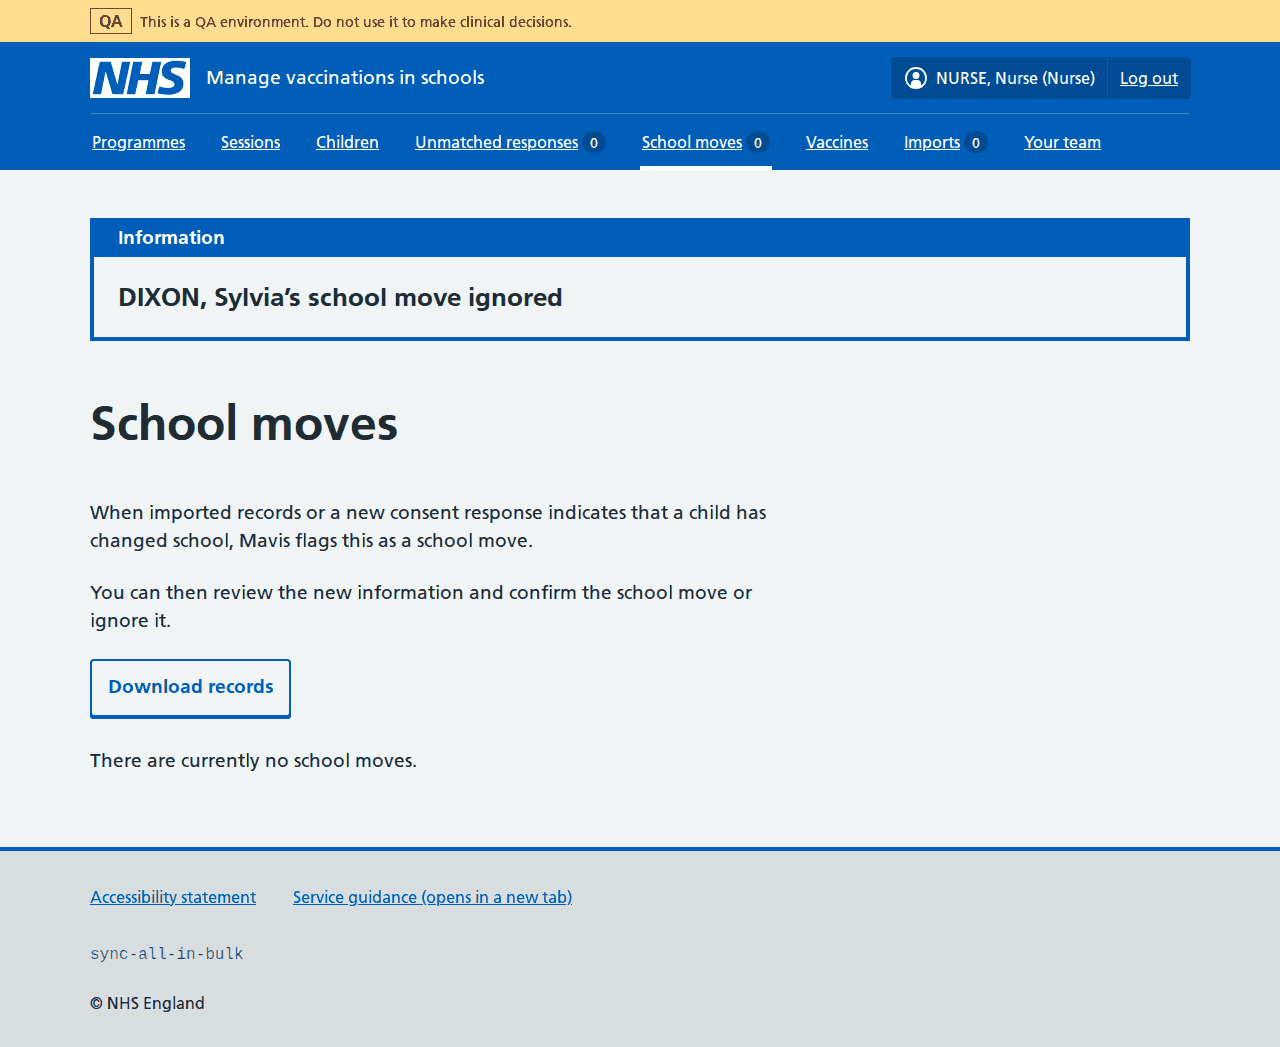 QA This is a QA environment. Do not use it to make clinical decisions.
NHS Manage vaccinations in schools NURSE, Nurse (Nurse) Log out
Programmes Sessions Children Unmatched responses 0 School moves 0 Vaccines Imports 0 Your team
Information
DIXON, Sylvia’s school move ignored
School moves
When imported records or a new consent response indicates that a child has
changed school, Mavis flags this as a school move.
You can then review the new information and confirm the school move or
ignore it.
Download records
There are currently no school moves.
Accessibility statement Service guidance (opens in a new tab)
sync-all-in-bulk
© NHS England